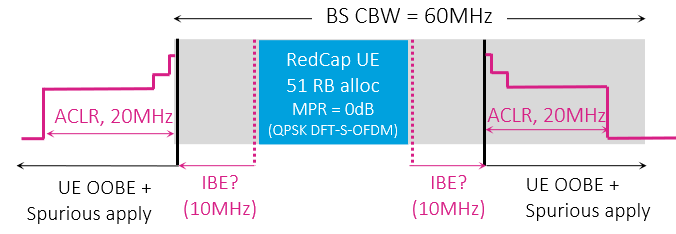 BS CBW = 60MHz
RedCap UE
51 RB alloc
MPR = 0dB
(QPSK DFT-S-OFDM)
ACLR, 20MHz
ACLR, 20MHz
UE OOBE +
Spurious apply
IBE?
(10MHz)
IBE?
(10MHz)
UE OOBE +
Spurious apply